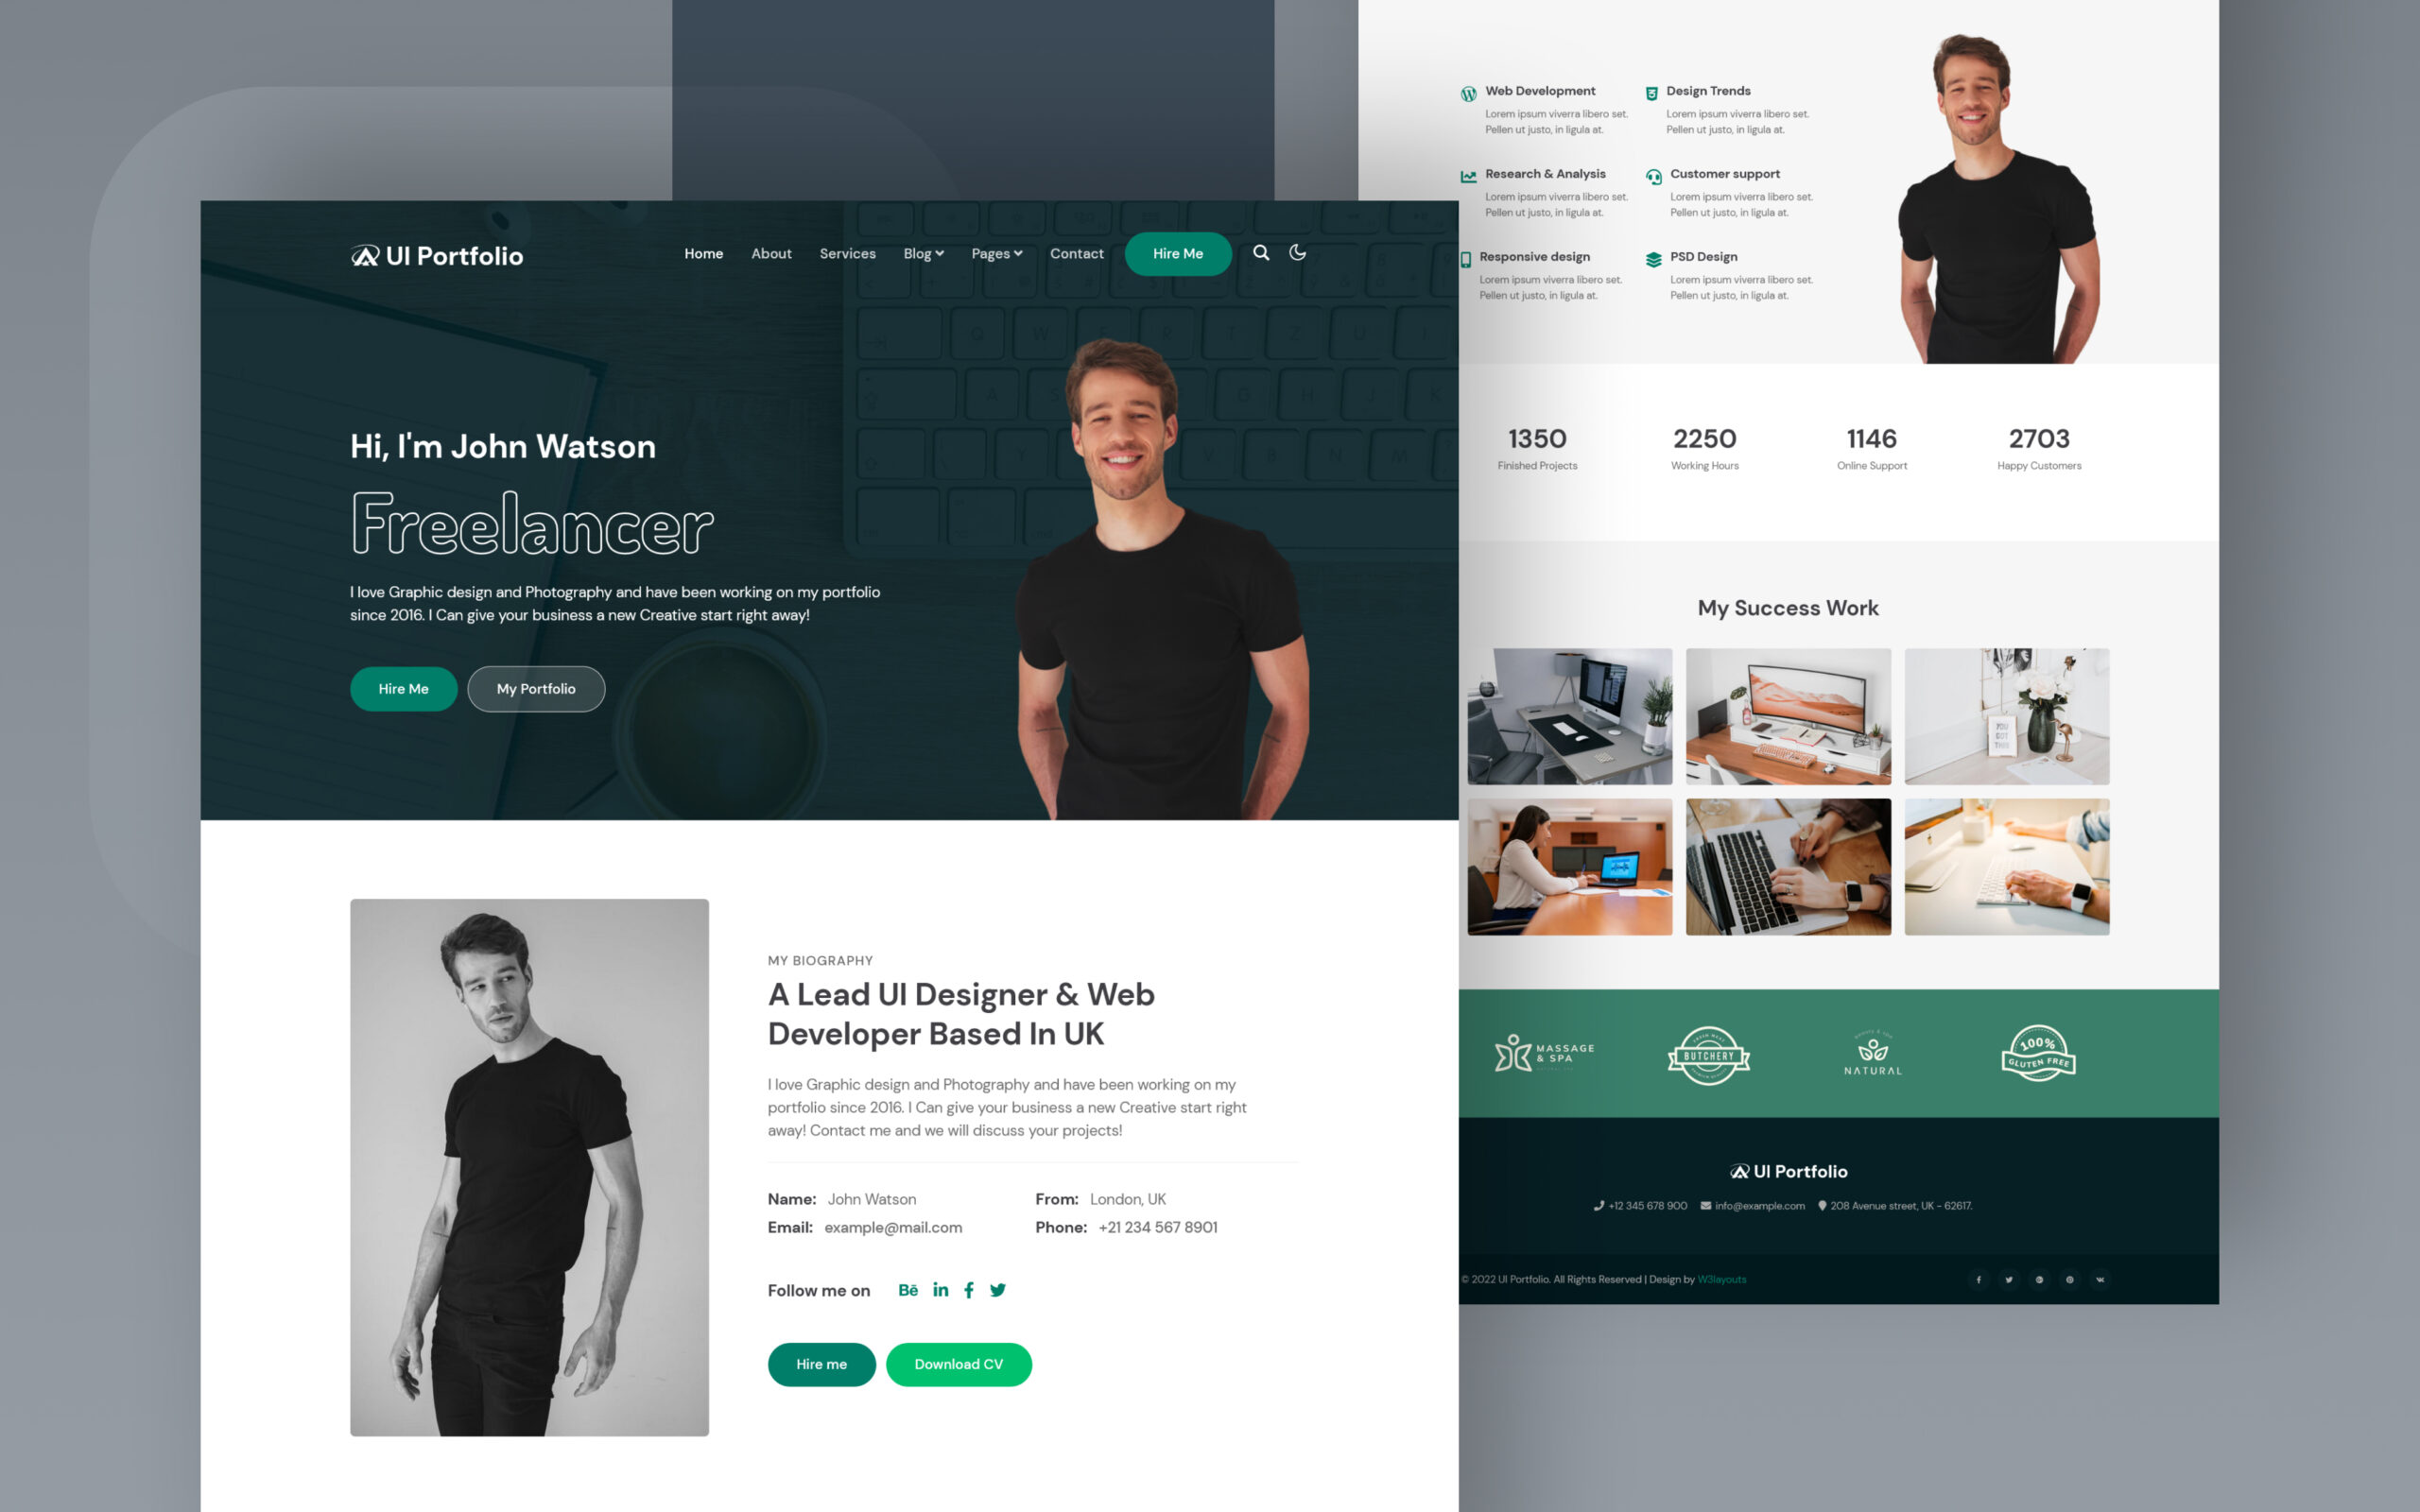 UI Portfolio
Home About Services Blog Pages Contact Hire Me
Hi, I'm John Watson
Freelancer
I love Graphic design and Photography and have been working on my portfolio
since 2016. I Can give your business a new Creative start right away!
Hire Me My Portfolio
MY BIOGRAPHY
A Lead UI Designer & Web
Developer Based In UK
I love Graphic design and Photography and have been working on my
portfolio since 2016. I Can give your business a new Creative start right
away! Contact me and we will discuss your projects!
Name: John Watson From: London, UK
Email: example@mail.com Phone: +21 234 567 8901
Follow me on Bē in f
Hire me Download CV
Web Development
Lorem ipsum viverra libero set.
Pellen ut justo, in ligula at.
Design Trends
Lorem ipsum viverra libero set.
Pellen ut justo, in ligula at.
Research & Analysis
Lorem ipsum viverra libero set.
Pellen ut justo, in ligula at.
Customer support
Lorem ipsum viverra libero set.
Pellen ut justo, in ligula at.
Responsive design
Lorem ipsum viverra libero set.
Pellen ut justo, in ligula at.
PSD Design
Lorem ipsum viverra libero set.
Pellen ut justo, in ligula at.
1350 2250 1146 2703
Finished Projects Working Hours Online Support Happy Customers
My Success Work
YOU
GOT
THIS
MASSAGE
& SPA
BUTCHERY
NATURAL
100%
GLUTEN FREE
UI Portfolio
+12 345 678 900 info@example.com 208 Avenue street, UK - 62617.
© 2022 UI Portfolio. All Rights Reserved | Design by W3layouts